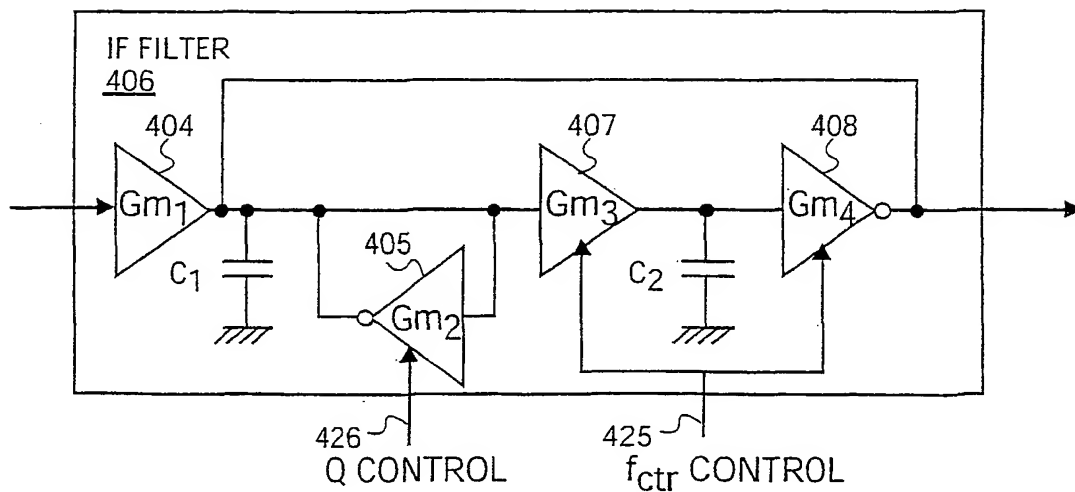 IF FILTER
406
404
407
408
Gm1
Gm3
Gm4
405
C1
C2
Gm2
426
425
Q CONTROL
fctr CONTROL